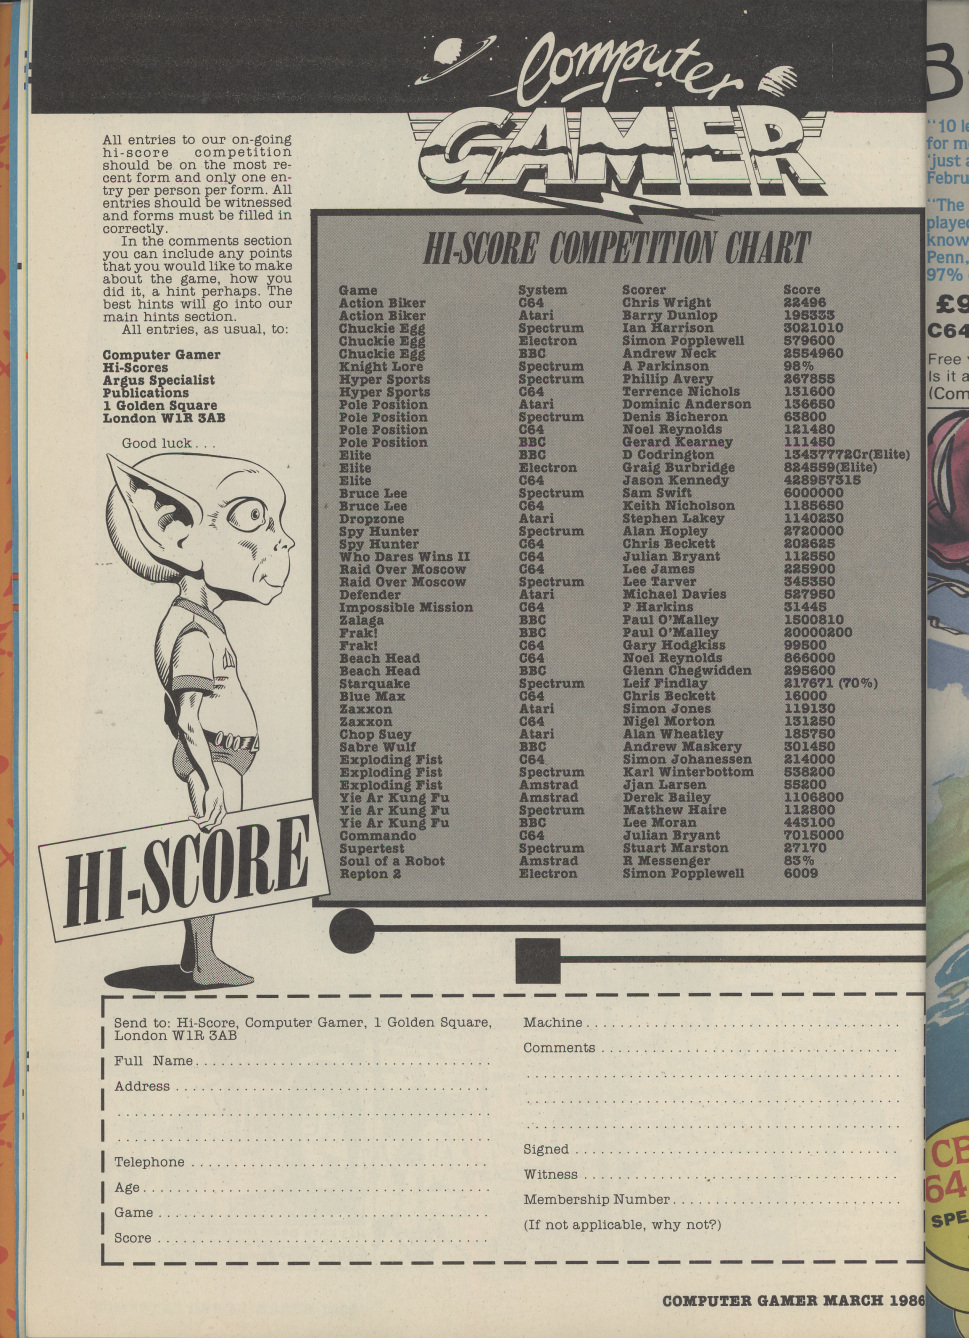 Computer
GAMER
All entries to our on-going
hi-score competition
should be on the most re-
cent form and only one en-
try per person per form. All
entries should be witnessed
and forms must be filled in
correctly.
In the comments section
you can include any points
that you would like to make
about the game, how you
did it, a hint perhaps. The
best hints will go into our
main hints section.
All entries, as usual, to:
Computer Gamer
Hi-Scores
Argus Specialist
Publications
1 Golden Square
London W1R 3AB
Good luck . . .
HI-SCORE
HI-SCORE COMPETITION CHART
Game System Scorer Score
Action Biker C64 Chris Wright 22496
Action Biker Atari Barry Dunlop 195333
Chuckie Egg Spectrum Ian Harrison 3021010
Chuckie Egg Electron Simon Popplewell 579600
Chuckie Egg BBC Andrew Neck 2554960
Knight Lore Spectrum A Parkinson 98%
Hyper Sports Spectrum Phillip Avery 267855
Hyper Sports C64 Terrence Nichols 131600
Pole Position Atari Dominic Anderson 136650
Pole Position Spectrum Denis Bicheron 63800
Pole Position C64 Noel Reynolds 121480
Pole Position BBC Gerard Kearney 111450
Elite BBC D Codrington 13437772Cr(Elite)
Elite Electron Graig Burbridge 824559(Elite)
Elite C64 Jason Kennedy 428957315
Bruce Lee Spectrum Sam Swift 6000000
Bruce Lee C64 Keith Nicholson 1185650
Dropzone Atari Stephen Lakey 1140230
Spy Hunter Spectrum Alan Hopley 2720000
Spy Hunter C64 Chris Beckett 202625
Who Dares Wins II C64 Julian Bryant 112550
Raid Over Moscow C64 Lee James 225900
Raid Over Moscow Spectrum Lee Tarver 345350
Defender Atari Michael Davies 527950
Impossible Mission C64 P Harkins 31445
Zalaga BBC Paul O'Malley 1500810
Frak! BBC Paul O'Malley 20000200
Frak! C64 Gary Hodgkiss 99500
Beach Head C64 Noel Reynolds 866000
Beach Head BBC Glenn Chegwidden 295600
Starquake Spectrum Leif Findlay 217671 (70%)
Blue Max C64 Chris Beckett 16000
Zaxxon Atari Simon Jones 119130
Zaxxon C64 Nigel Morton 131250
Chop Suey Atari Alan Wheatley 185750
Sabre Wulf BBC Andrew Maskery 301450
Exploding Fist C64 Simon Johanessen 214000
Exploding Fist Spectrum Karl Winterbottom 538200
Exploding Fist Amstrad Jjan Larsen 55200
Yie Ar Kung Fu Amstrad Derek Bailey 1106800
Yie Ar Kung Fu Spectrum Matthew Haire 112800
Yie Ar Kung Fu BBC Lee Moran 443100
Commando C64 Julian Bryant 7015000
Supertest Spectrum Stuart Marston 27170
Soul of a Robot Amstrad R Messenger 83%
Repton 2 Electron Simon Popplewell 6009
Send to: Hi-Score, Computer Gamer, 1 Golden Square,
London W1R 3AB
Full Name
Address
Telephone
Age
Game
Score
Machine
Comments
Signed
Witness
Membership Number
(If not applicable, why not?)
COMPUTER GAMER MARCH 1986
"10 
for 
'just
"The
played
Penn,
97%
£9
C64
Free
Is it
(Com
64
SPE